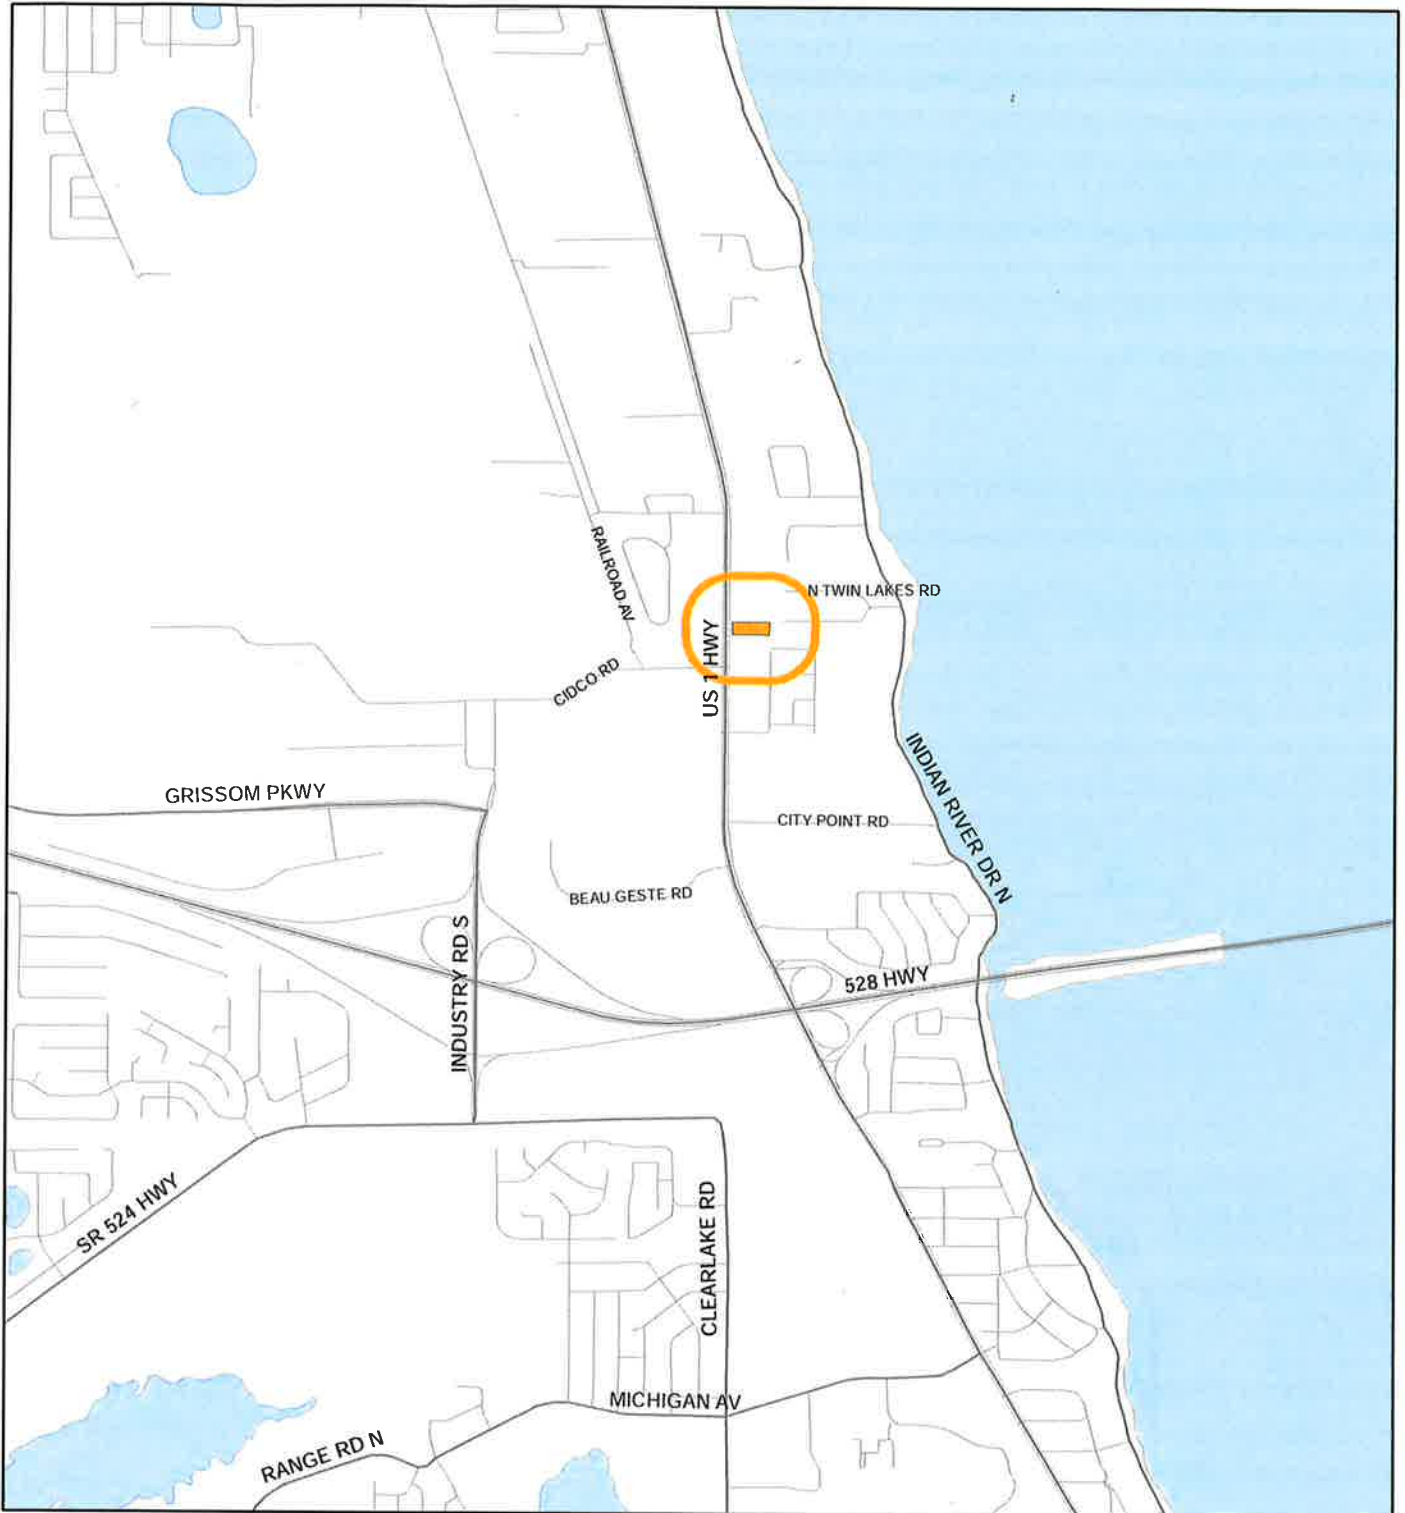 N TWIN LAKES RD
RAILROAD AV
US 1 HWY
CIDCO RD
INDIAN RIVER DR N
GRISSOM PKWY
CITY POINT RD
BEAU GESTE RD
INDUSTRY RD S
528 HWY
SR 524 HWY
CLEARLAKE RD
MICHIGAN AV
RANGE RD N